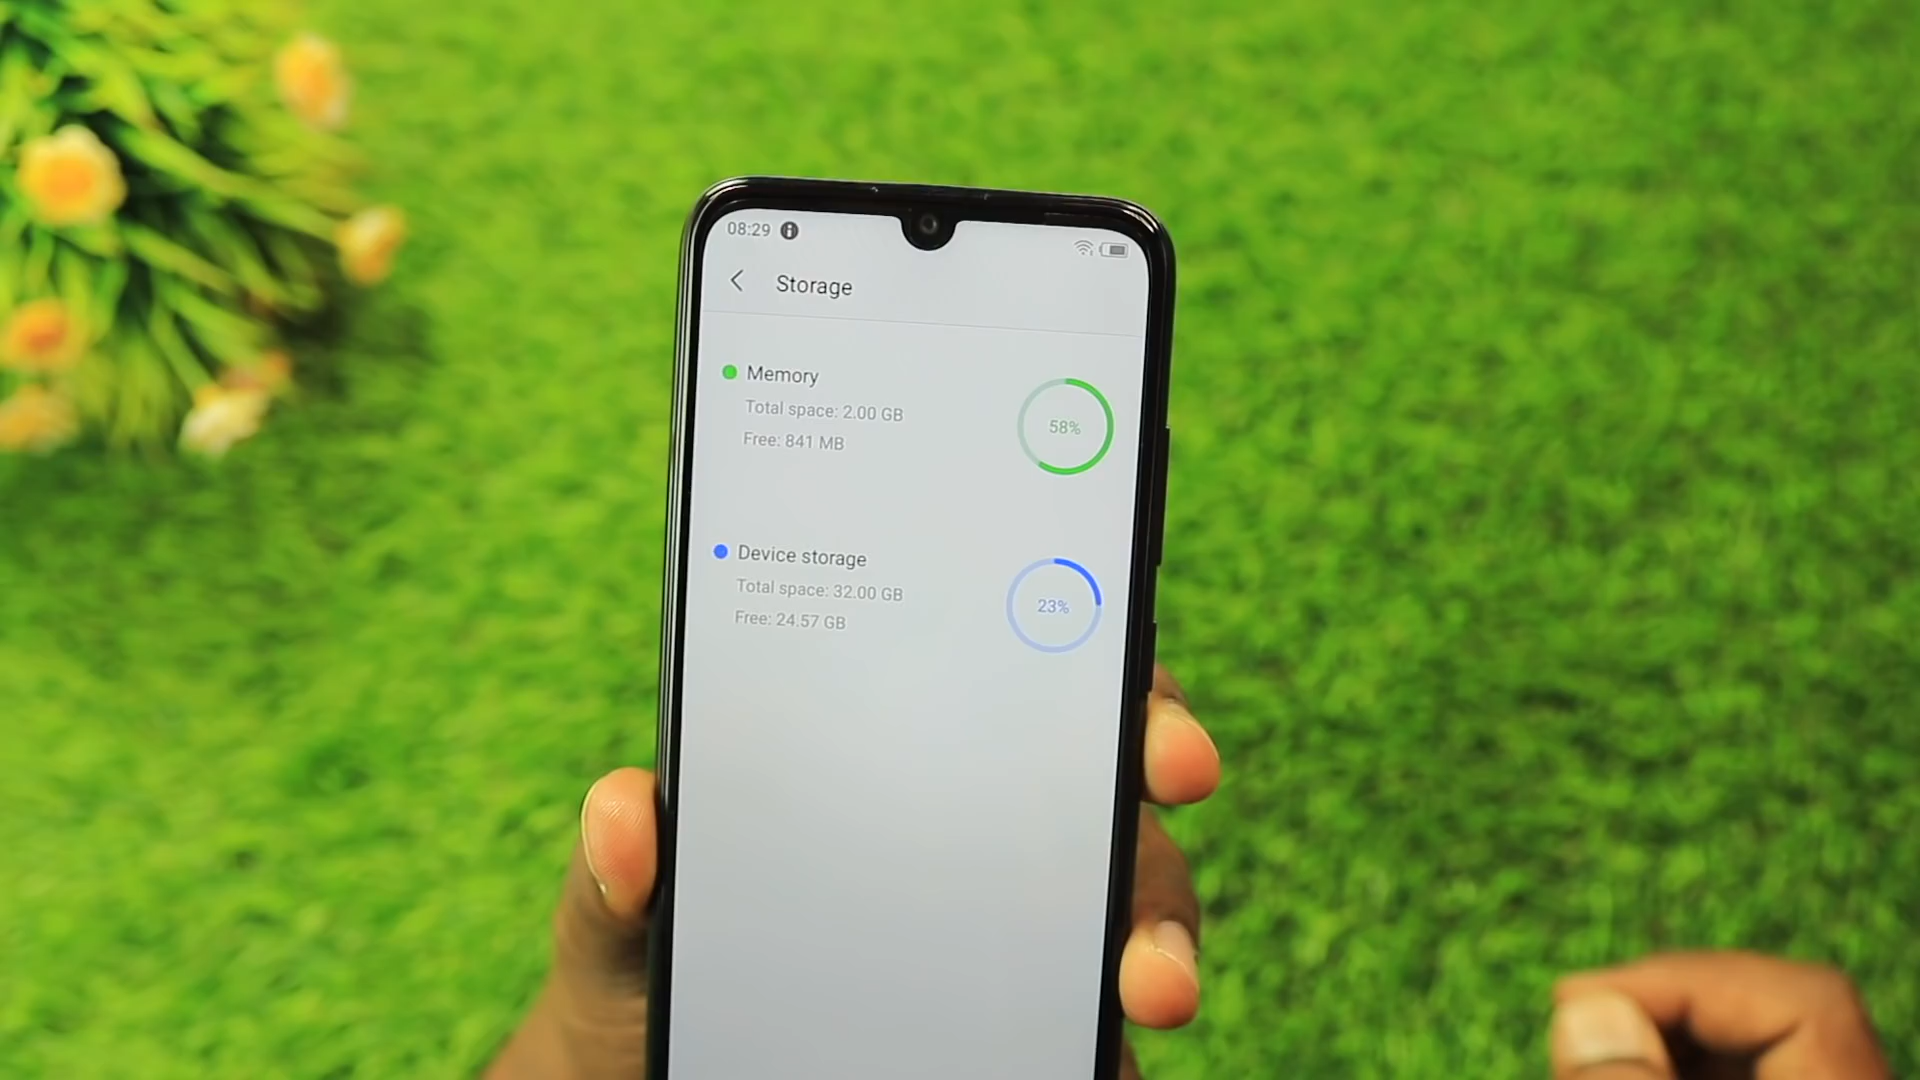 08:29
Storage
Memory
Total space: 2.00 GB
Free: 841 MB
58%
Device storage
Total space: 32.00 GB
Free: 24.57 GB
23%